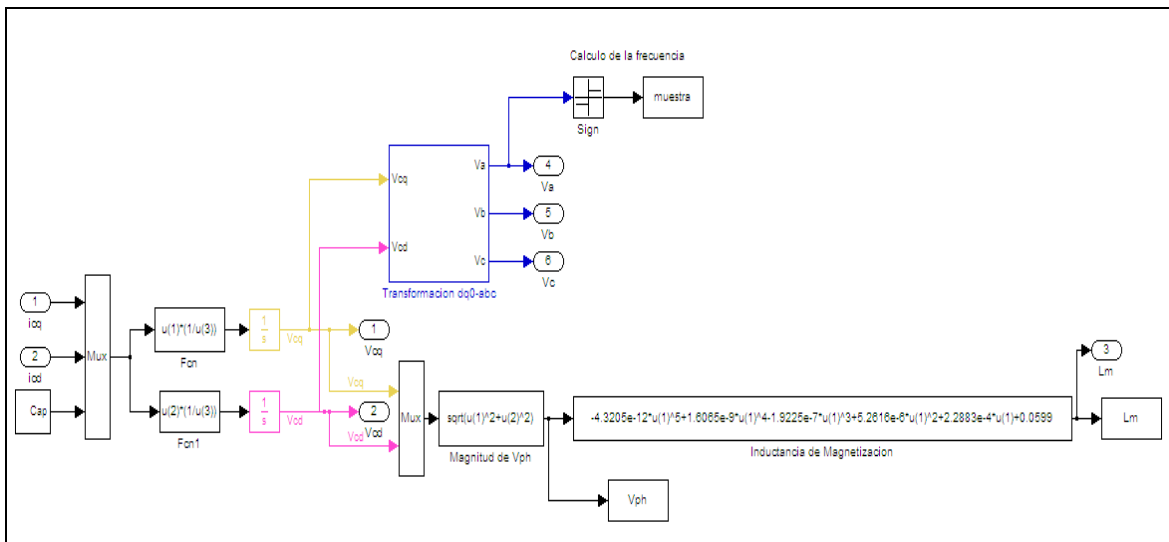 Calculo de la frecuencia
muestra
Sign
Vcq
Va
4
Va
Vb
5
Vb
Vcd
Vc
6
Vc
Transformacion dq0-abc
1
icq
2
icd
Cap
Mux
u(1)*(1/u(3))
Fcn
1
s
Vcq
1
Vcq
u(2)*(1/u(3))
Fcn1
1
s
Vcd
2
Vcd
Vcq
Vcd
Mux
sqrt(u(1)^2+u(2)^2)
Magnitud de Vph
-4.3205e-12*u(1)^5+1.6065e-9*u(1)^4-1.9225e-7*u(1)^3+5.2616e-6*u(1)^2+2.2883e-4*u(1)+0.0599
Inductancia de Magnetizacion
3
Lm
Lm
Vph